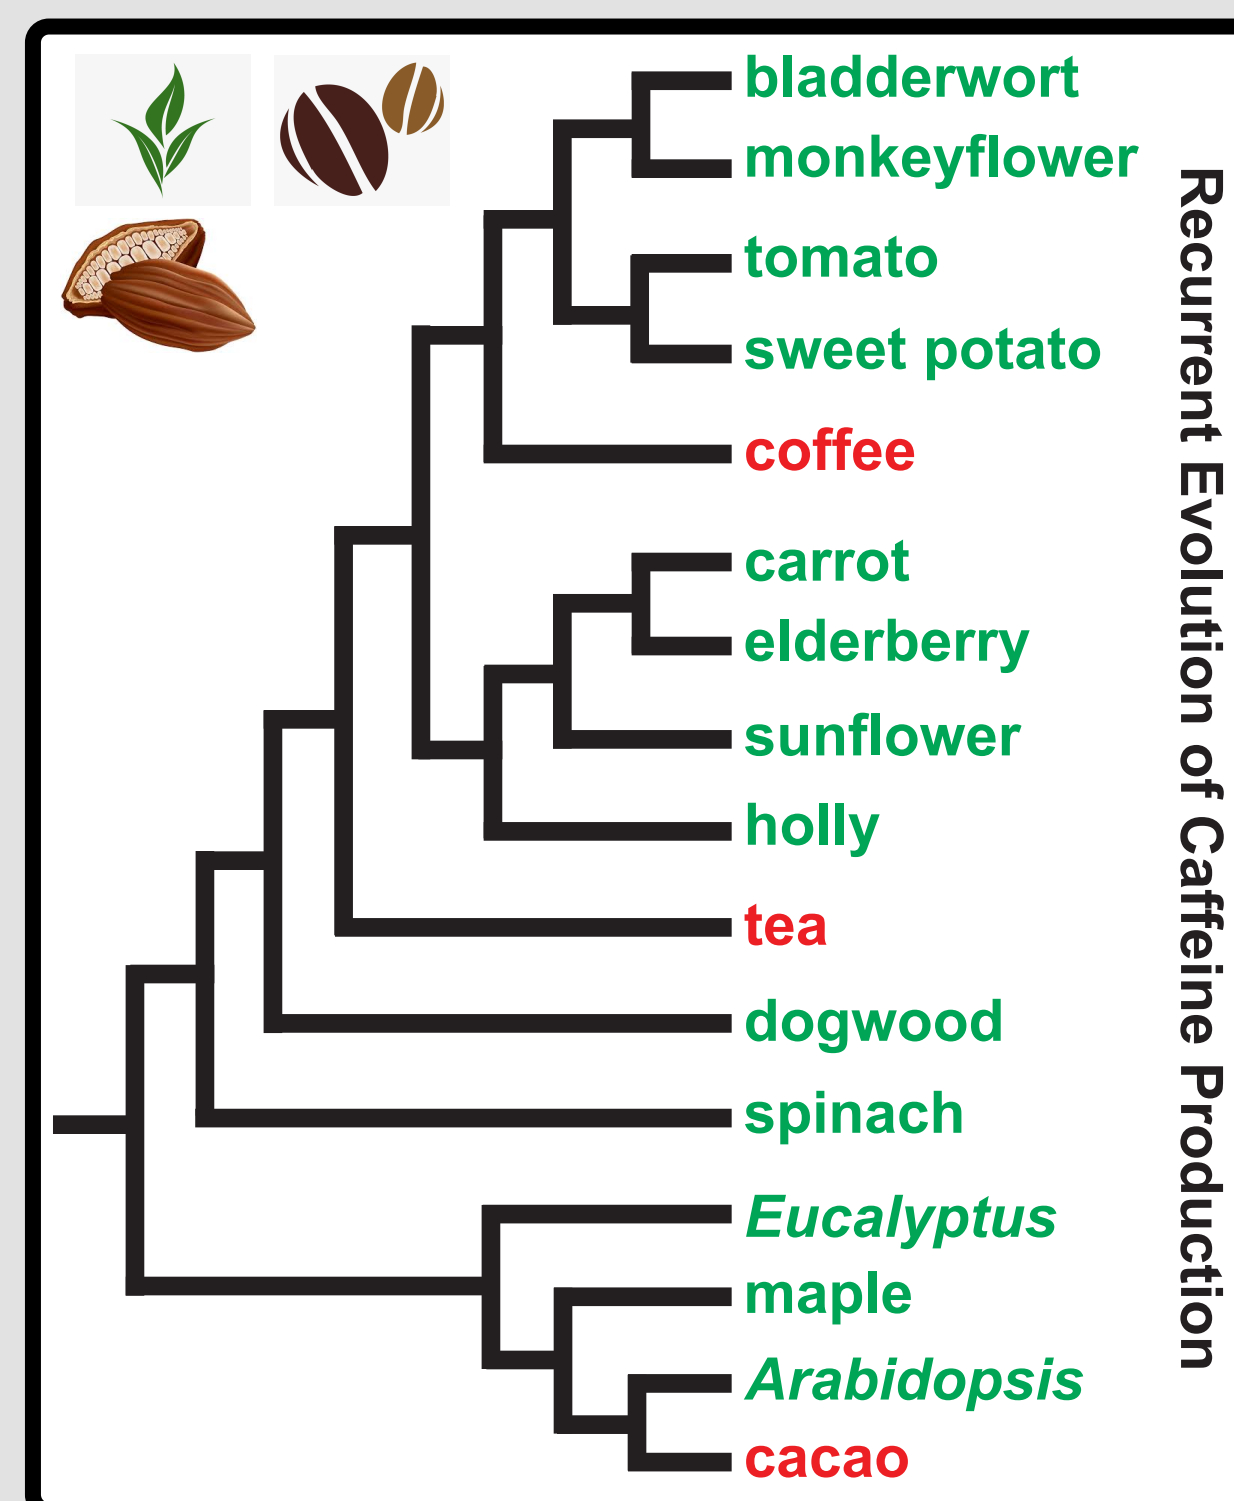 bladderwort
monkeyflower
tomato
sweet potato
coffee
carrot
elderberry
sunflower
holly
tea
dogwood
spinach
Eucalyptus
maple
Arabidopsis
cacao
Recurrent Evolution of Caffeine Production